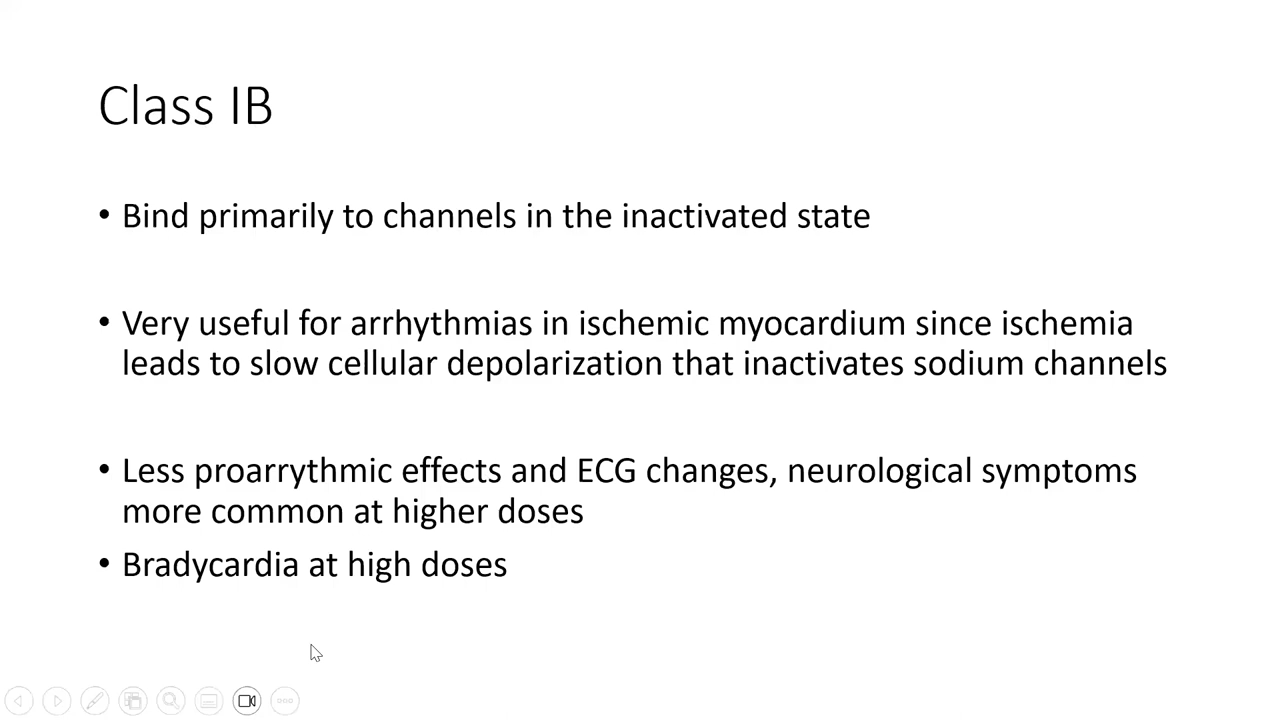 Class IB
• Bind primarily to channels in the inactivated state
• Very useful for arrhythmias in ischemic myocardium since ischemia
leads to slow cellular depolarization that inactivates sodium channels
• Less proarrythmic effects and ECG changes, neurological symptoms
more common at higher doses
• Bradycardia at high doses